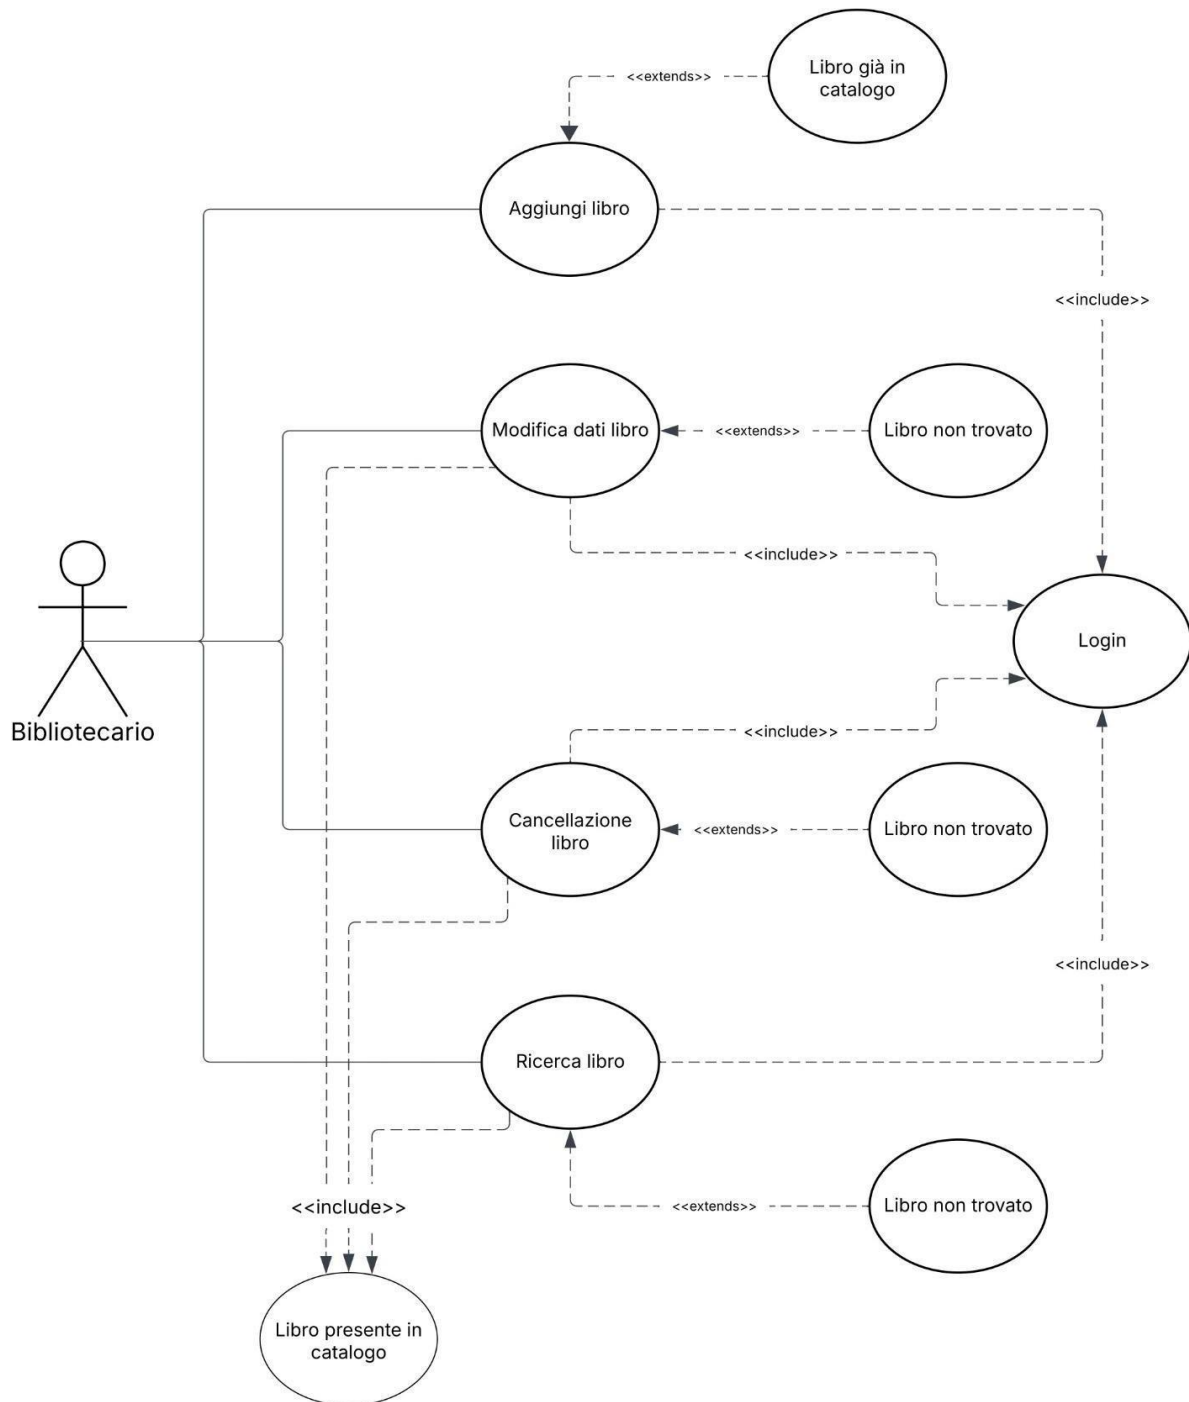 Libro già in
catalogo
<<extends>>
Aggiungi libro
<<include>>
Modifica dati libro
<<extends>>
Libro non trovato
<<include>>
Login
Bibliotecario
<<include>>
Cancellazione
libro
<<extends>>
Libro non trovato
<<include>>
Ricerca libro
<<include>>
<<extends>>
Libro non trovato
Libro presente in
catalogo